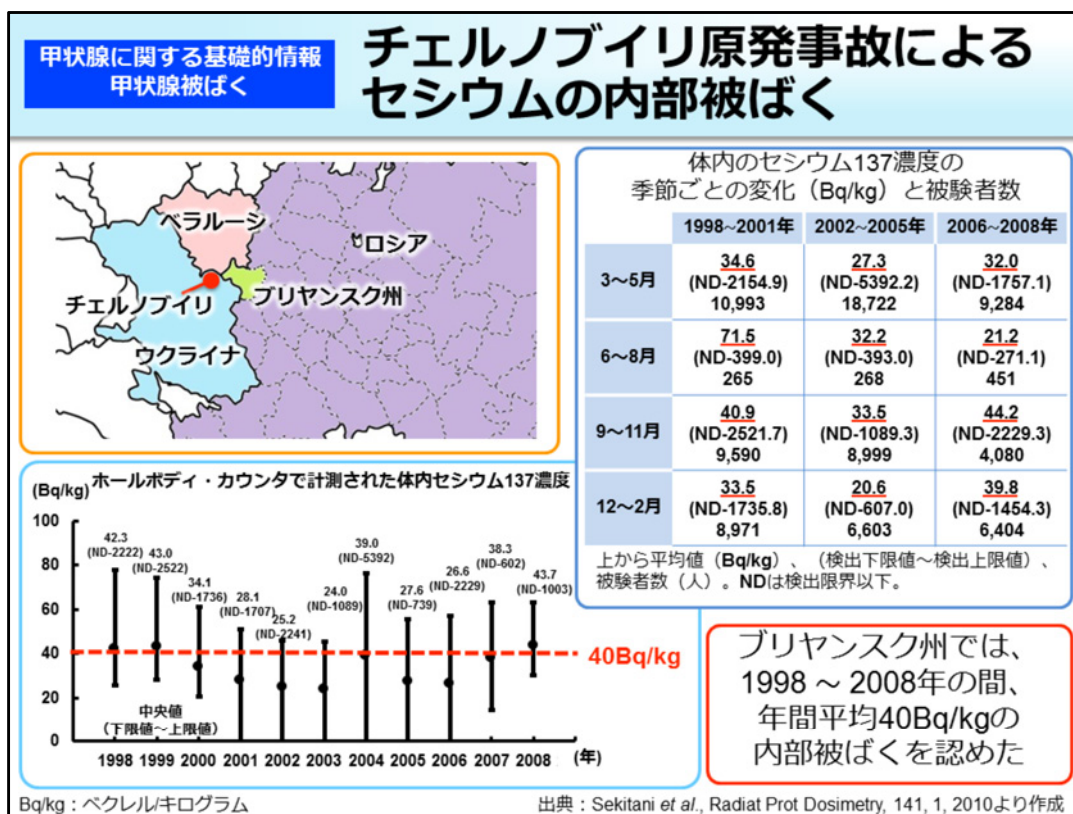 甲状腺に関する基礎的情報
甲状腺被ばく
チェルノブイリ原発事故による
セシウムの内部被ばく
ベラルーシ
ロシア
チェルノブイリ
ブリヤンスク州
ウクライナ
体内のセシウム137濃度の
季節ごとの変化（Bq/kg）と被験者数
1998~2001年 2002~2005年 2006~2008年
3～5月
34.6 27.3 32.0
(ND-2154.9) (ND-5392.2) (ND-1757.1)
10,993 18,722 9,284
6～8月
71.5 32.2 21.2
(ND-399.0) (ND-393.0) (ND-271.1)
265 268 451
9～11月
40.9 33.5 44.2
(ND-2521.7) (ND-1089.3) (ND-2229.3)
9,590 8,999 4,080
12～2月
33.5 20.6 39.8
(ND-1735.8) (ND-607.0) (ND-1454.3)
8,971 6,603 6,404
上から平均値（Bq/kg）、（検出下限値～検出上限値）、
被験者数（人）。NDは検出限界以下。
(Bq/kg) ホールボディ・カウンタで計測された体内セシウム137濃度
100
80
60
40
20
0
42.3
(ND-2222)
43.0
(ND-2522)
34.1
(ND-1736)
28.1
(ND-1707)
25.2
(ND-2241)
24.0
(ND-1089)
39.0
(ND-5392)
27.6
(ND-739)
26.6
(ND-2229)
38.3
(ND-602)
43.7
(ND-1003)
40Bq/kg
中央値
（下限値～上限値）
1998 1999 2000 2001 2002 2003 2004 2005 2006 2007 2008 (年)
ブリヤンスク州では、
1998 ～ 2008年の間、
年間平均40Bq/kgの
内部被ばくを認めた
Bq/kg：ベクレル/キログラム
出典：Sekitani et al., Radiat Prot Dosimetry, 141, 1, 2010より作成